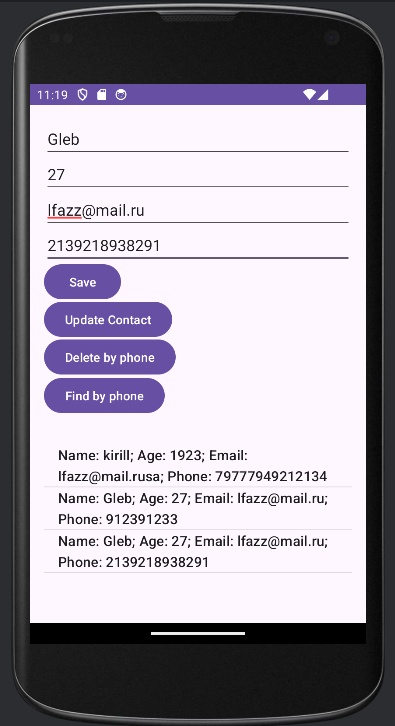 11:19
Gleb
27
lfazz@mail.ru
2139218938291
Save
Update Contact
Delete by phone
Find by phone
Name: kirill; Age: 1923; Email:
lfazz@mail.rusa; Phone: 79777949212134
Name: Gleb; Age: 27; Email: lfazz@mail.ru;
Phone: 912391233
Name: Gleb; Age: 27; Email: lfazz@mail.ru;
Phone: 2139218938291